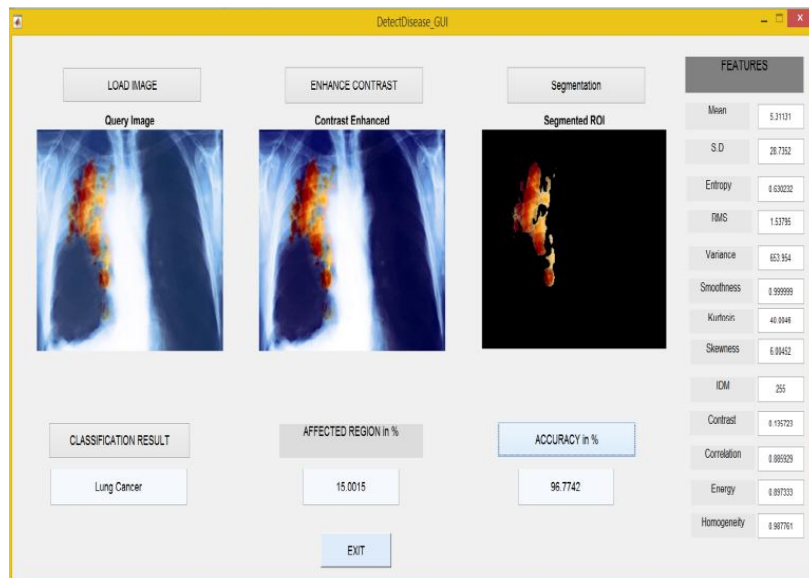 DetectDisease_GUI
LOAD IMAGE
ENHANCE CONTRAST
Segmentation
Query Image
Contrast Enhanced
Segmented ROI
CLASSIFICATION RESULT
Lung Cancer
AFFECTED REGION in %
15.0015
ACCURACY in %
96.7742
EXIT
FEATURES
Mean 5.31131
S.D 28.7352
Entropy 0.630232
RMS 1.53795
Variance 653.954
Smoothness 0.999999
Kurtosis 40.0046
Skewness 6.00452
IDM 255
Contrast 0.135723
Correlation 0.885929
Energy 0.897333
Homogeneity 0.987761